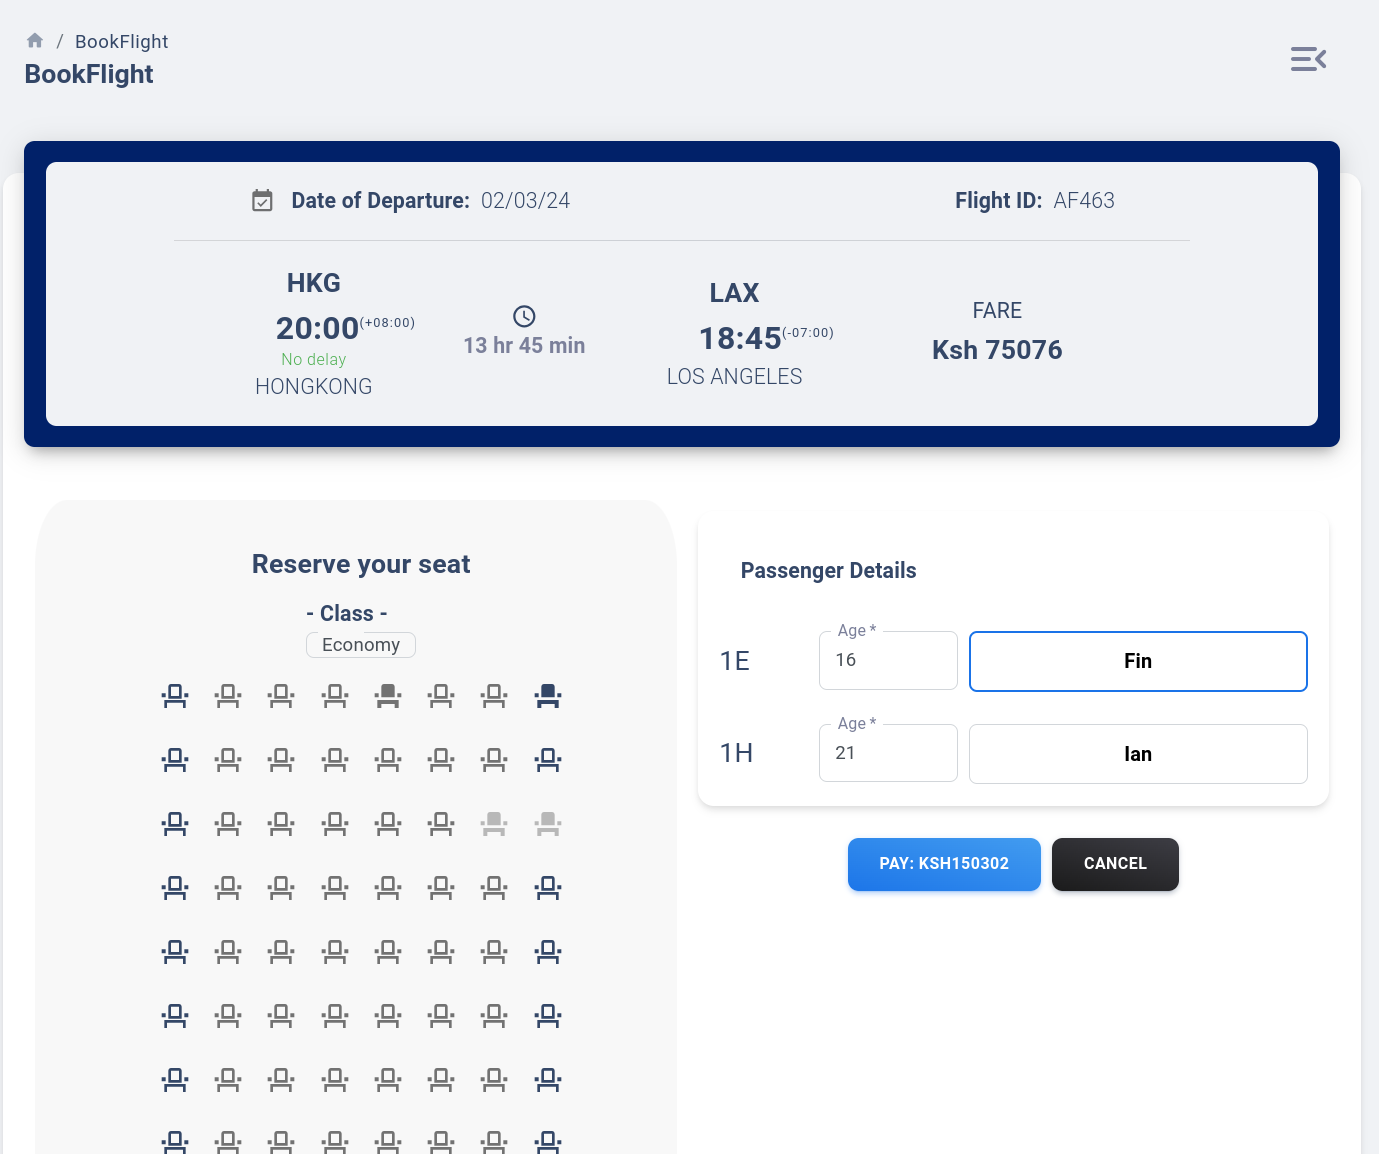 / BookFlight
BookFlight
Date of Departure: 02/03/24
Flight ID: AF463
HKG
20:00(+08:00)
No delay
HONGKONG
13 hr 45 min
LAX
18:45(-07:00)
LOS ANGELES
FARE
Ksh 75076
Reserve your seat
- Class -
Economy
Passenger Details
1E
Age *
16
Fin
1H
Age *
21
Ian
PAY: KSH150302
CANCEL